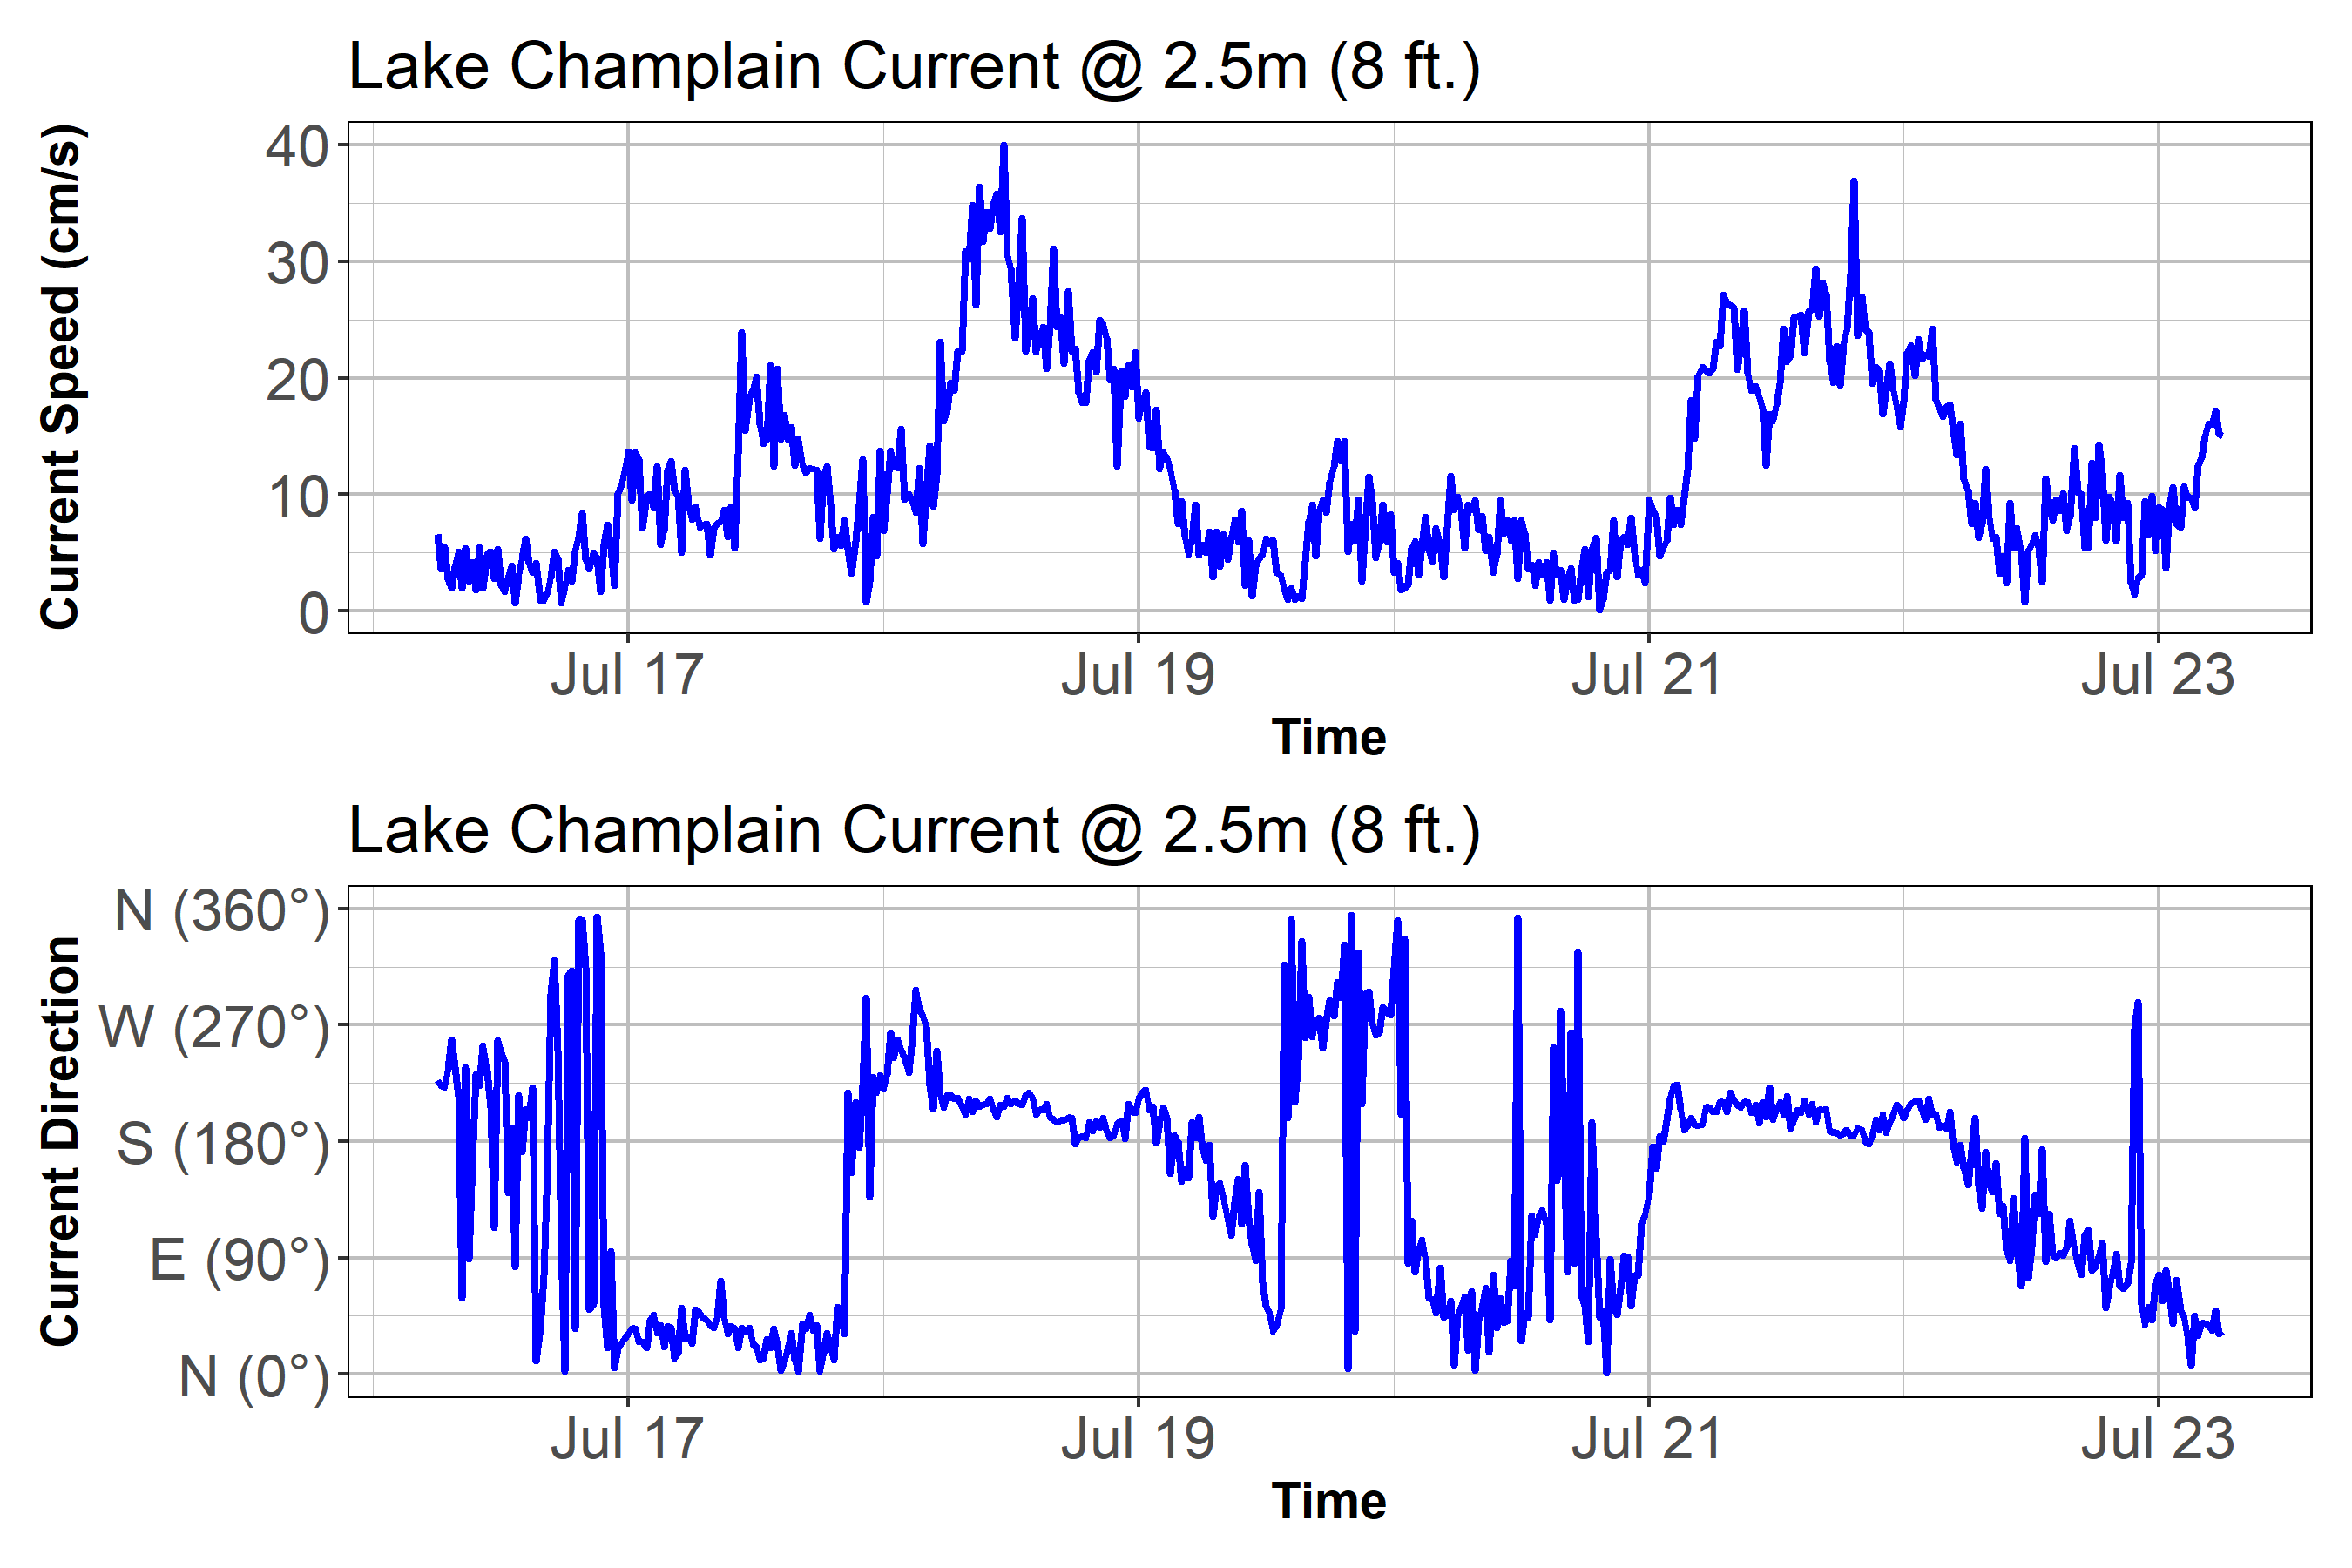 Lake Champlain Current @ 2.5m (8 ft.)
Current Speed (cm/s)
40
30
20
10
0
Jul 17 Jul 19 Jul 21 Jul 23
Time
Lake Champlain Current @ 2.5m (8 ft.)
Current Direction
N (360°)
W (270°)
S (180°)
E (90°)
N (0°)
Jul 17 Jul 19 Jul 21 Jul 23
Time